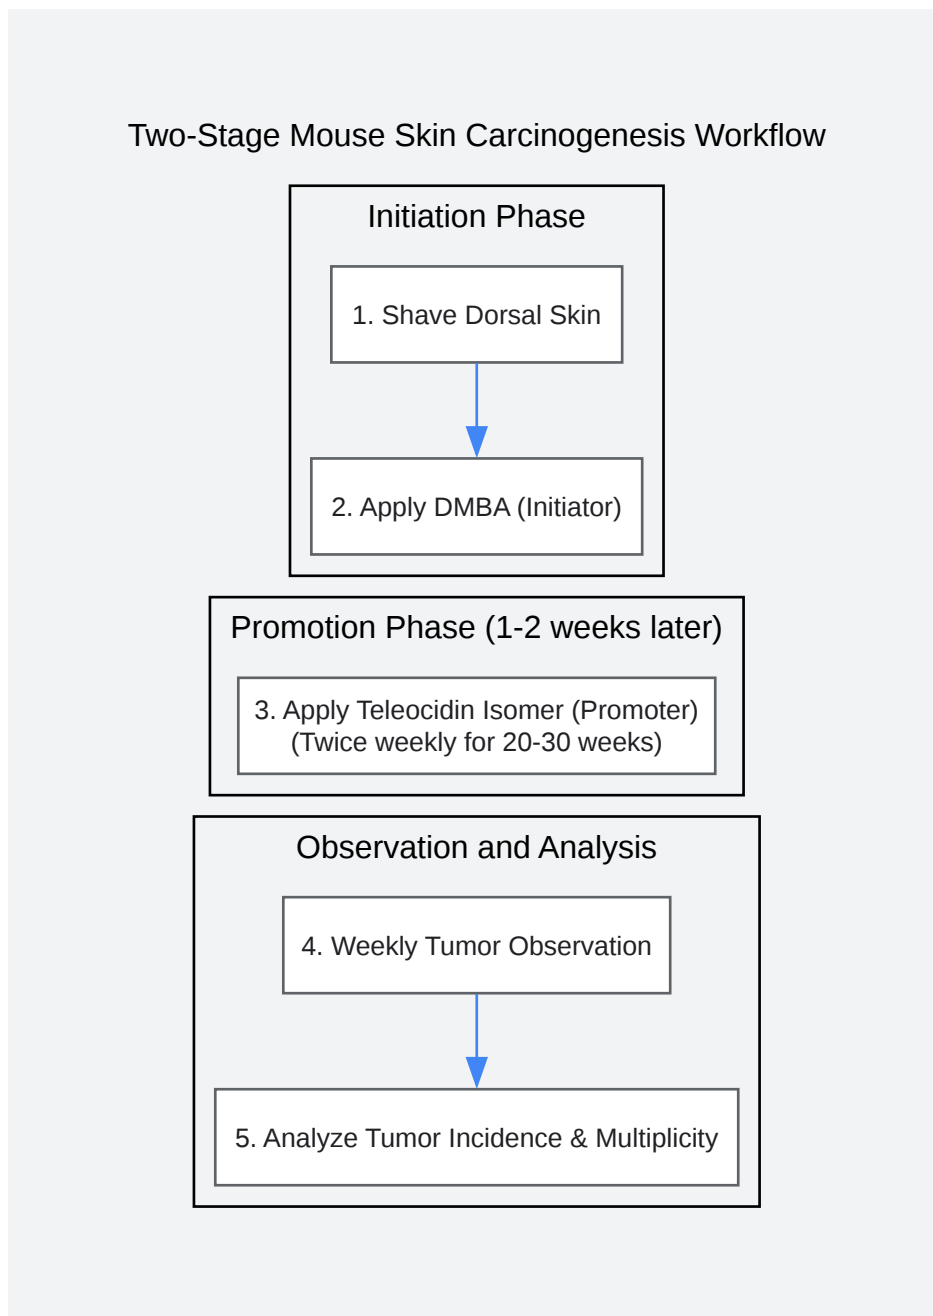 Two-Stage Mouse Skin Carcinogenesis Workflow
Initiation Phase
1. Shave Dorsal Skin
2. Apply DMBA (Initiator)
Promotion Phase (1-2 weeks later)
3. Apply Teleocidin Isomer (Promoter)
(Twice weekly for 20-30 weeks)
Observation and Analysis
4. Weekly Tumor Observation
5. Analyze Tumor Incidence & Multiplicity